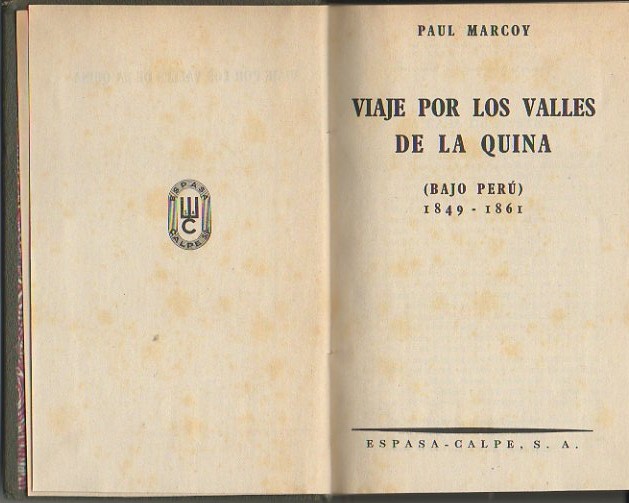 ESPASA
CALPE
PAUL MARCOY
VIAJE POR LOS VALLES
DE LA QUINA
(BAJO PERÚ)
1849 - 1861
ESPASA-CALPE, S. A.